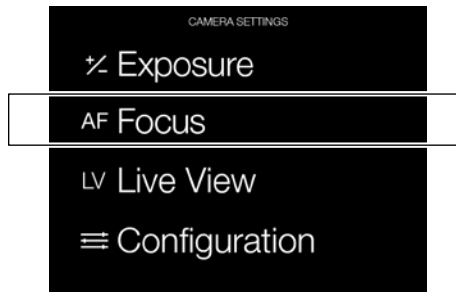 CAMERA SETTINGS
+/- Exposure
AF Focus
LV Live View
Configuration